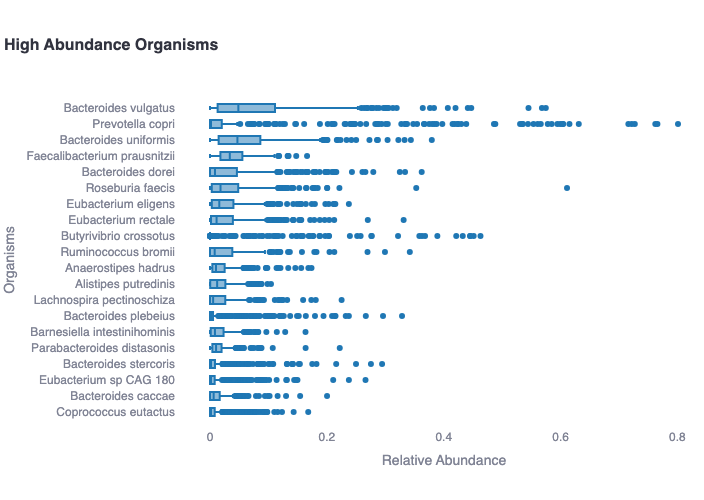 High Abundance Organisms
Bacteroides vulgatus
Prevotella copri
Bacteroides uniformis
Faecalibacterium prausnitzii
Bacteroides dorei
Roseburia faecis
Eubacterium eligens
Eubacterium rectale
Butyrivibrio crossotus
Ruminococcus bromii
Anaerostipes hadrus
Alistipes putredinis
Lachnospira pectinoschiza
Bacteroides plebeius
Barnesiella intestinihominis
Parabacteroides distasonis
Bacteroides stercoris
Eubacterium sp CAG 180
Bacteroides caccae
Coprococcus eutactus
Organisms
0 0.2 0.4 0.6 0.8
Relative Abundance